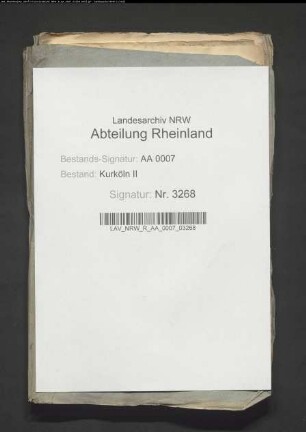 Landesarchiv NRW
Abteilung Rheinland
Bestands-Signatur: AA 0007
Bestand: Kurköln II
Signatur: Nr. 3268
LAV_NRW_R_AA_0007_03268